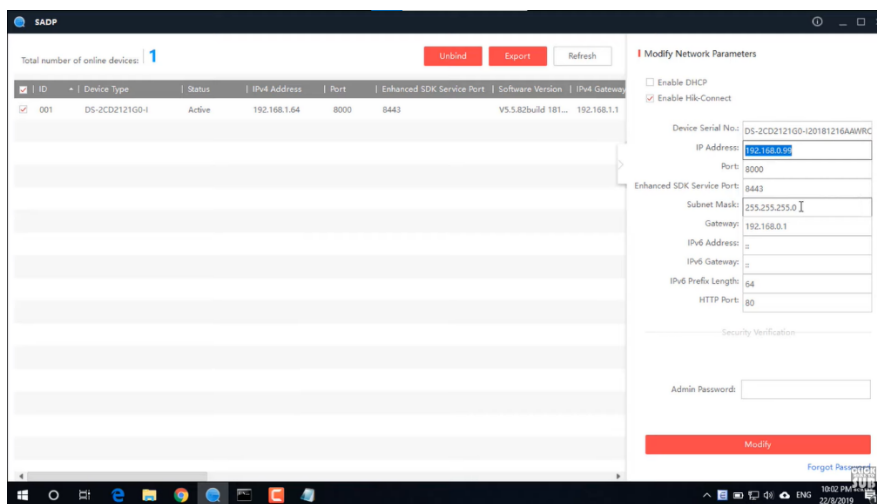 SADP
Total number of online devices: 1
Unbind
Export
Refresh
ID | Device Type | Status | IPv4 Address | Port | Enhanced SDK Service Port | Software Version | IPv4 Gateway
001 DS-2CD2121G0-I Active 192.168.1.64 8000 8443 V5.5.82build 181... 192.168.1.1
Modify Network Parameters
Enable DHCP
Enable Hik-Connect
Device Serial No.: DS-2CD2121G0-I20181216AAWRC
IP Address: 192.168.0.99
Port: 8000
Enhanced SDK Service Port: 8443
Subnet Mask: 255.255.255.0
Gateway: 192.168.0.1
IPv6 Address: ::
IPv6 Gateway: ::
IPv6 Prefix Length: 64
HTTP Port: 80
Security Verification
Admin Password:
Modify
Forgot Password
ENG
10:02 PM
22/8/2019
SUB